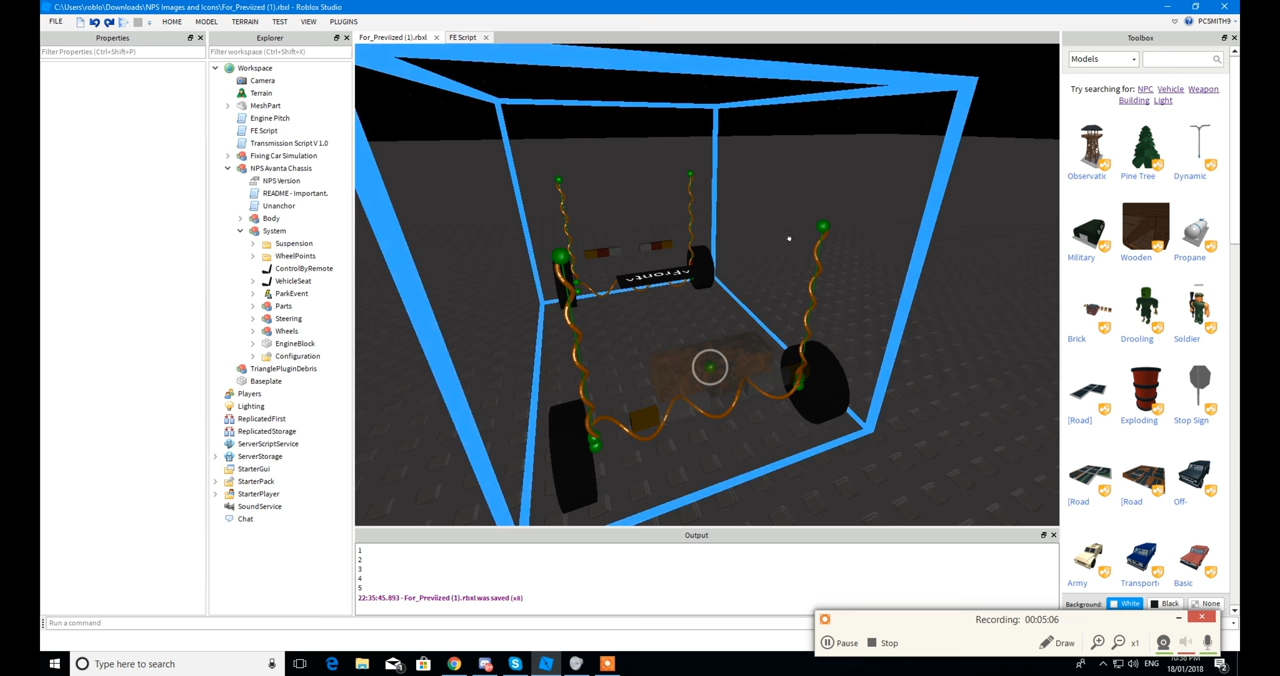 C:\Users\roblo\Downloads\NPS Images and Icons\For_Previized (1).rbxl - Roblox Studio
FILE HOME MODEL TERRAIN TEST VIEW PLUGINS PCSMITH9
Properties
Filter Properties (Ctrl+Shift+P)
Explorer
Filter workspace (Ctrl+Shift+X)
Workspace
Camera
Terrain
MeshPart
Engine Pitch
FE Script
Transmission Script V 1.0
Fixing Car Simulation
NPS Avanta Chassis
NPS Version
README - Important.
Unanchor
Body
System
Suspension
WheelPoints
ControlByRemote
VehicleSeat
ParkEvent
Parts
Steering
Wheels
EngineBlock
Configuration
TrianglePluginDebris
Baseplate
Players
Lighting
ReplicatedFirst
ReplicatedStorage
ServerScriptService
ServerStorage
StarterGui
StarterPack
StarterPlayer
SoundService
Chat
For_Previized (1).rbxl FE Script
^Front^
Output
1
2
3
4
5
22:35:45.893 - For_Previized (1).rbxl was saved (x8)
Toolbox
Models
Try searching for: NPC Vehicle Weapon
Building Light
Observatio Pine Tree Dynamic
Military Wooden Propane
Brick Drooling Soldier
[Road] Exploding Stop Sign
[Road [Road Off-
Army Transport Basic
Background: White Black None
Recording: 00:05:06
Pause Stop Draw x1
Run a command
Type here to search
ENG
10:36 PM
18/01/2018
2